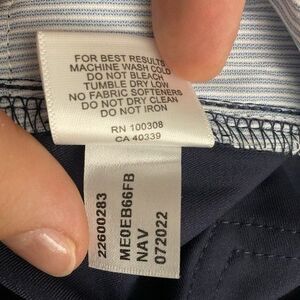 FOR BEST RESULTS
MACHINE WASH COLD
DO NOT BLEACH
TUMBLE DRY LOW
NO FABRIC SOFTENERS
DO NOT DRY CLEAN
DO NOT IRON
RN 100308
CA 40339
22600283
ME0EB66FB
NAV
072022